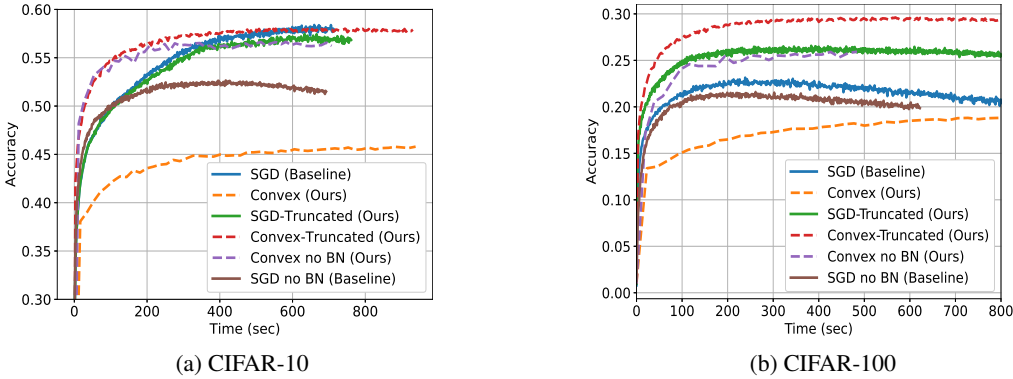 0.60
0.55
0.50
0.45
0.40
0.35
0.30
Accuracy
0
200
400
600
800
Time (sec)
SGD (Baseline)
Convex (Ours)
SGD-Truncated (Ours)
Convex-Truncated (Ours)
Convex no BN (Ours)
SGD no BN (Baseline)
(a) CIFAR-10
0.30
0.25
0.20
0.15
0.10
0.05
0.00
Accuracy
0
100
200
300
400
500
600
700
800
Time (sec)
SGD (Baseline)
Convex (Ours)
SGD-Truncated (Ours)
Convex-Truncated (Ours)
Convex no BN (Ours)
SGD no BN (Baseline)
(b) CIFAR-100